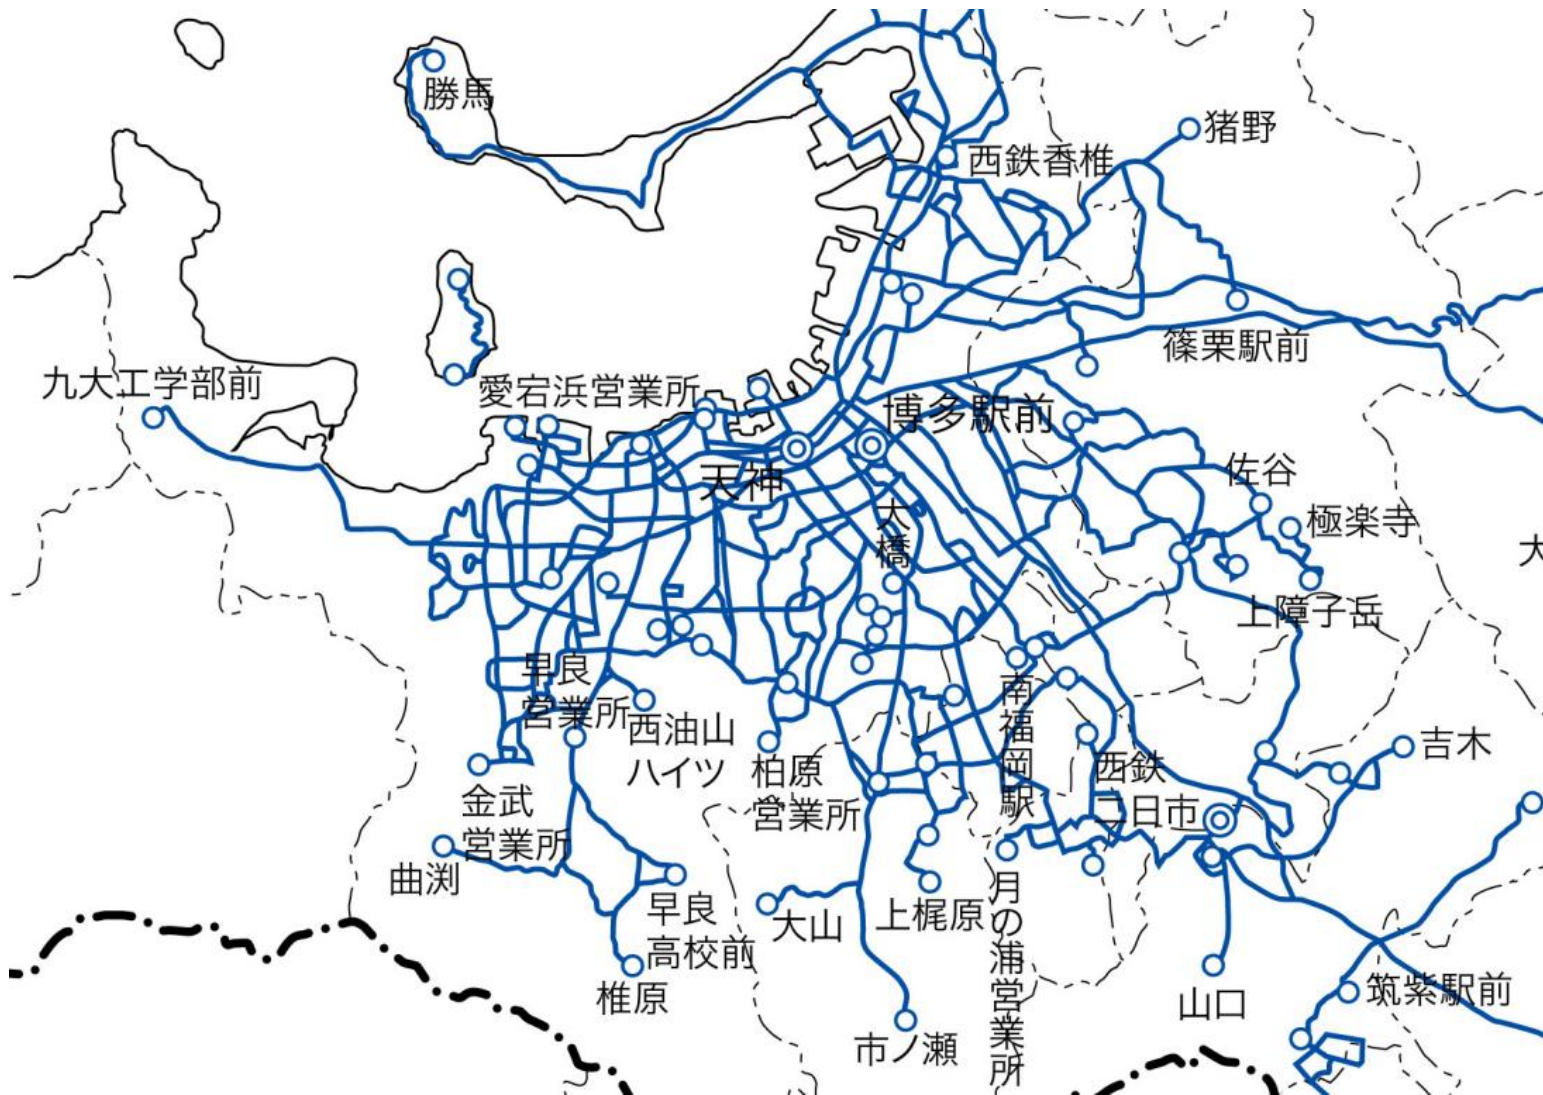 勝馬
猪野
西鉄香椎
篠栗駅前
九大工学部前
愛宕浜営業所
博多駅前
天神
佐谷
大橋
極楽寺
大
上障子岳
早良
営業所
西油山
ハイツ
柏原
営業所
南福岡駅
西鉄
二日市
吉木
金武
営業所
曲渕
早良
高校前
大山
上梶原
月の浦営業所
椎原
市ノ瀬
山口
筑紫駅前